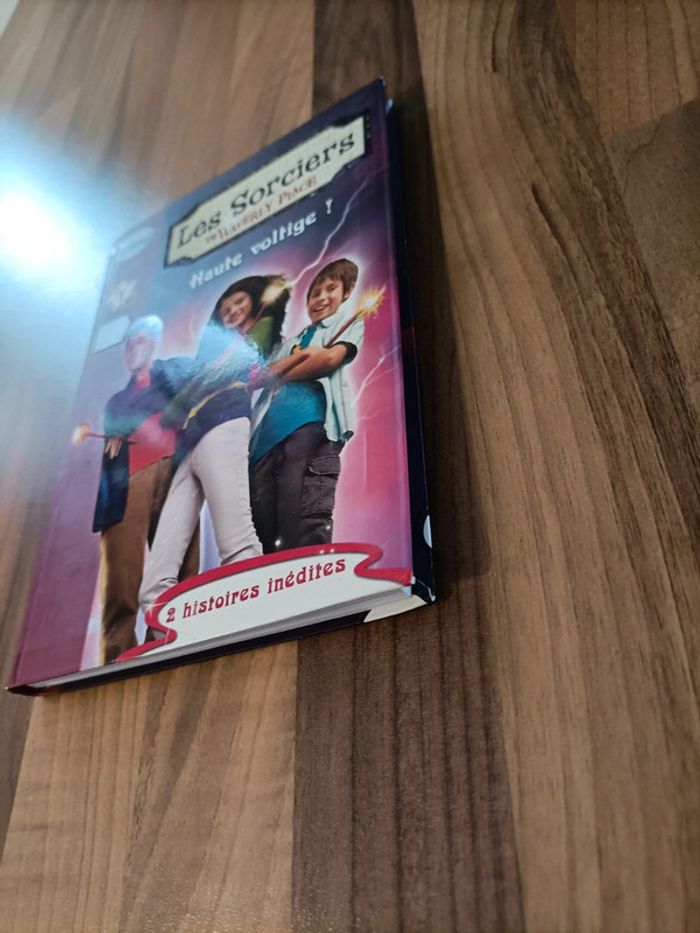 Les Sorciers
de Waverly Place
Haute voltige !
2 histoires inédites